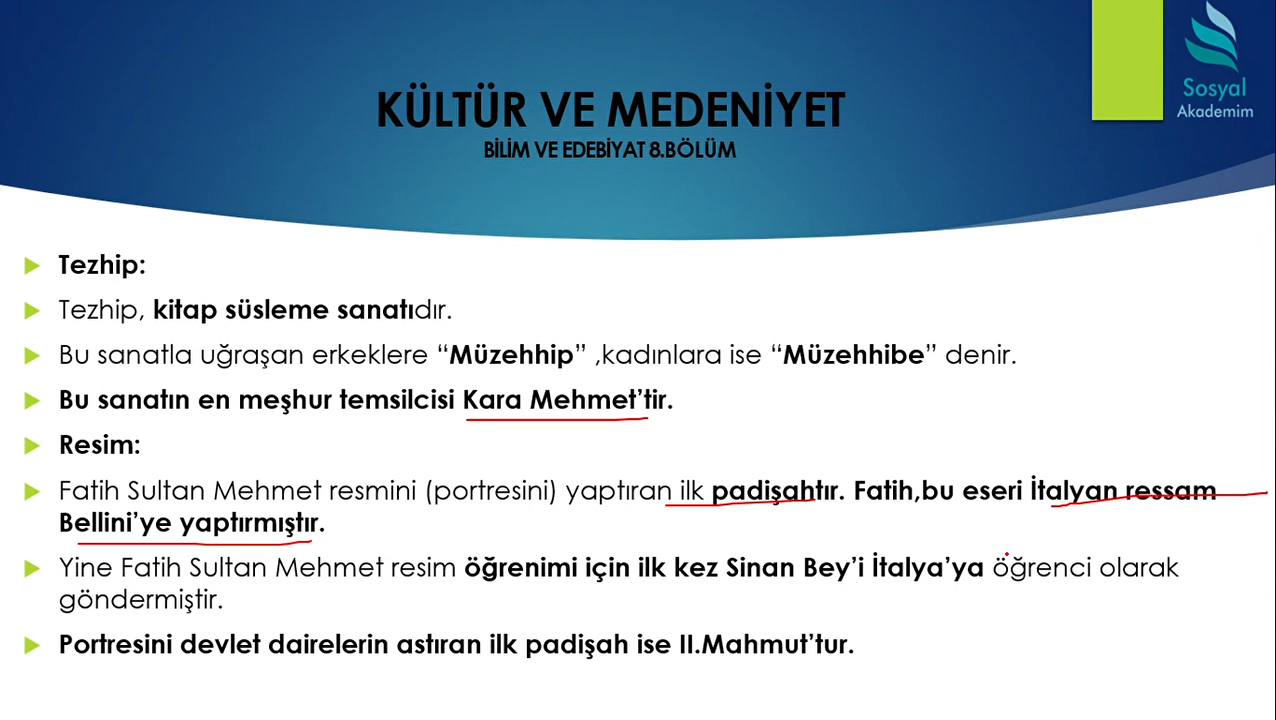 Sosyal
Akademim
KÜLTÜR VE MEDENİYET
BİLİM VE EDEBİYAT 8.BÖLÜM
Tezhip:
Tezhip, kitap süsleme sanatıdır.
Bu sanatla uğraşan erkeklere “Müzehhip” ,kadınlara ise “Müzehhibe” denir.
Bu sanatın en meşhur temsilcisi Kara Mehmet’tir.
Resim:
Fatih Sultan Mehmet resmini (portresini) yaptıran ilk padişahtır. Fatih,bu eseri İtalyan ressam
Bellini’ye yaptırmıştır.
Yine Fatih Sultan Mehmet resim öğrenimi için ilk kez Sinan Bey’i İtalya’ya öğrenci olarak
göndermiştir.
Portresini devlet dairelerin astıran ilk padişah ise II.Mahmut’tur.